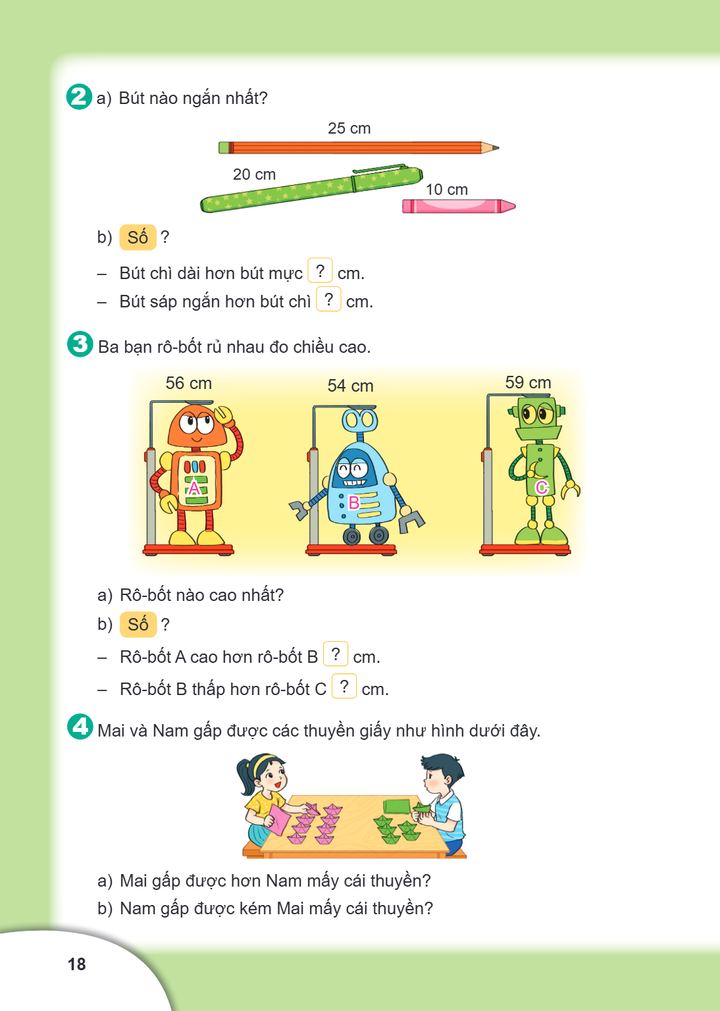 2 a) Bút nào ngắn nhất?
25 cm
20 cm
10 cm
b) Số ?
– Bút chì dài hơn bút mực ? cm.
– Bút sáp ngắn hơn bút chì ? cm.
3 Ba bạn rô-bốt rủ nhau đo chiều cao.
56 cm
54 cm
59 cm
A
B
C
a) Rô-bốt nào cao nhất?
b) Số ?
– Rô-bốt A cao hơn rô-bốt B ? cm.
– Rô-bốt B thấp hơn rô-bốt C ? cm.
4 Mai và Nam gấp được các thuyền giấy như hình dưới đây.
a) Mai gấp được hơn Nam mấy cái thuyền?
b) Nam gấp được kém Mai mấy cái thuyền?
18